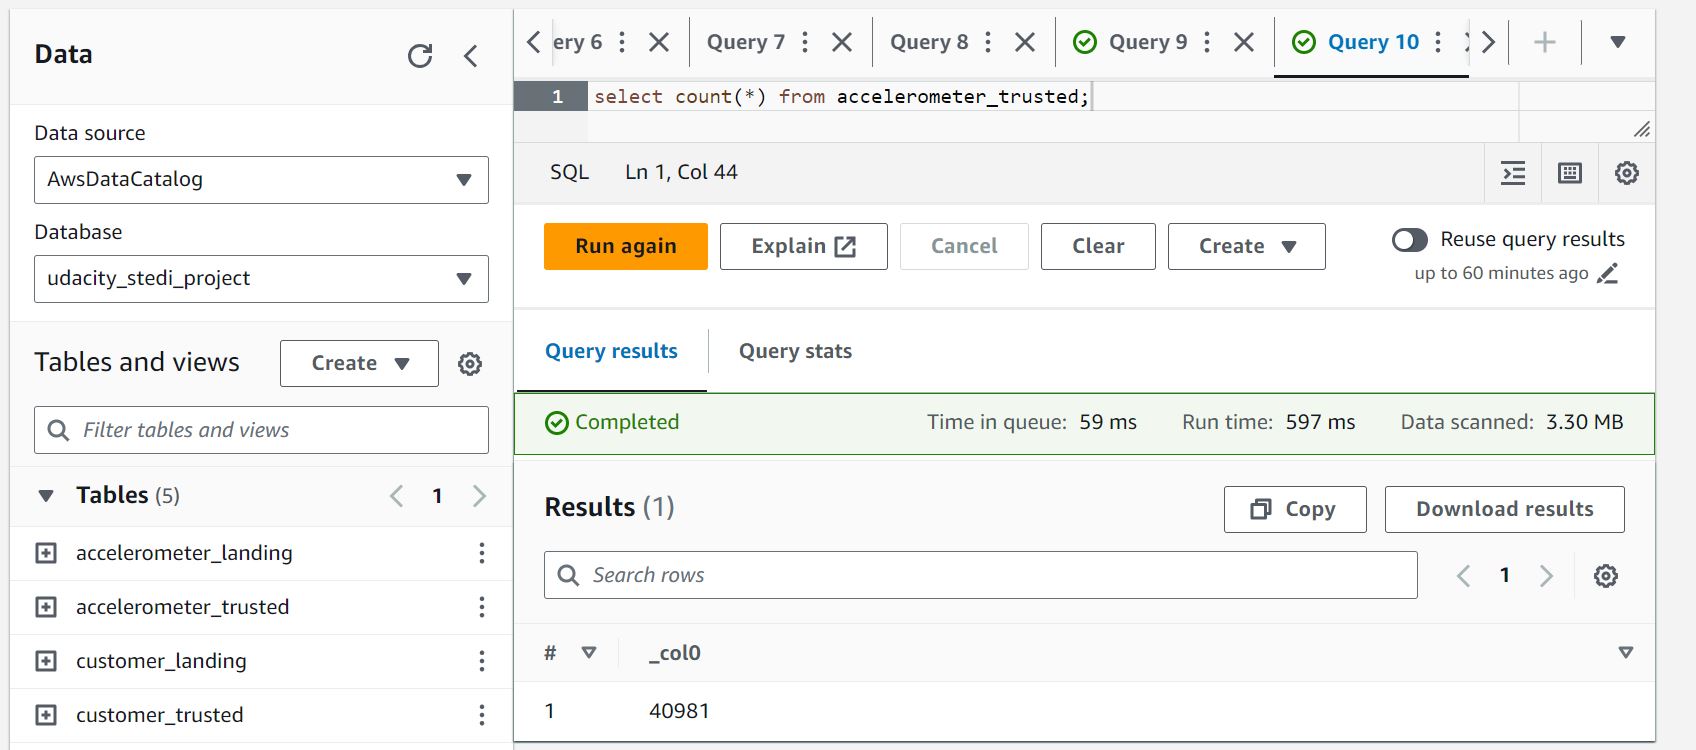 Data
Data source
AwsDataCatalog
Database
udacity_stedi_project
Tables and views
Create
Filter tables and views
Tables (5)
1
accelerometer_landing
accelerometer_trusted
customer_landing
customer_trusted
ery 6
Query 7
Query 8
Query 9
Query 10
1 select count(*) from accelerometer_trusted;
SQL Ln 1, Col 44
Run again
Explain
Cancel
Clear
Create
Reuse query results
up to 60 minutes ago
Query results
Query stats
Completed
Time in queue: 59 ms Run time: 597 ms Data scanned: 3.30 MB
Results (1)
Copy
Download results
Search rows
1
# _col0
1 40981